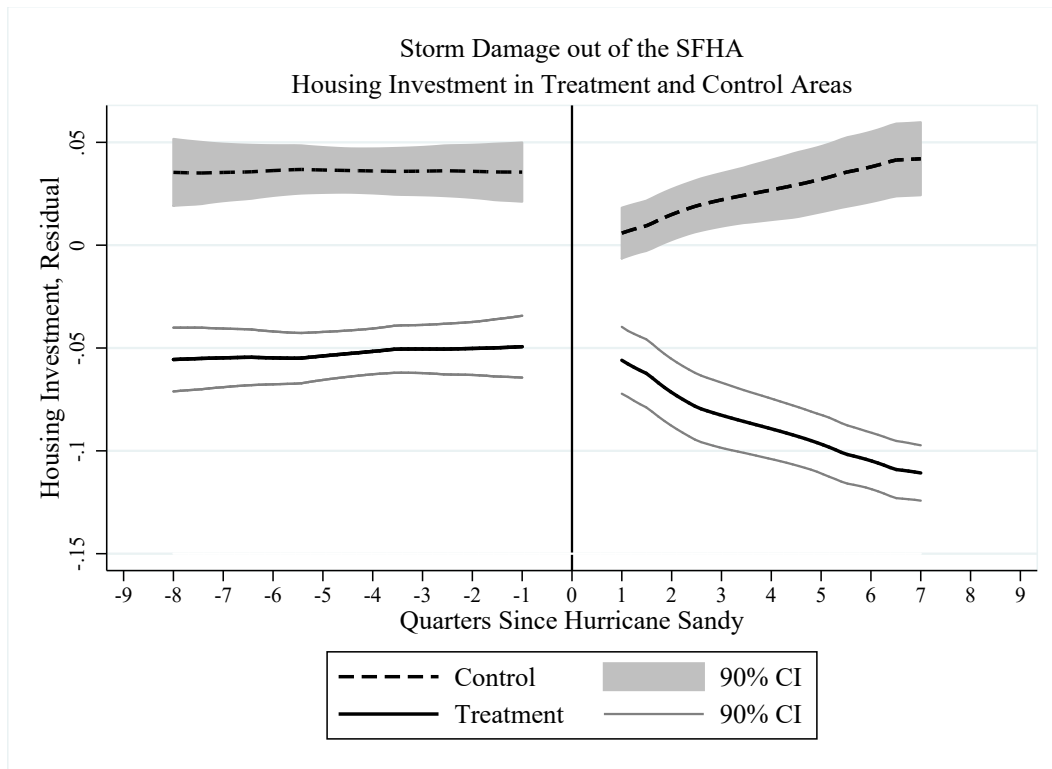 Storm Damage out of the SFHA
Housing Investment in Treatment and Control Areas
Housing Investment, Residual
.05
0
-.05
-.1
-.15
-9 -8 -7 -6 -5 -4 -3 -2 -1 0 1 2 3 4 5 6 7 8 9
Quarters Since Hurricane Sandy
Control 90% CI
Treatment 90% CI